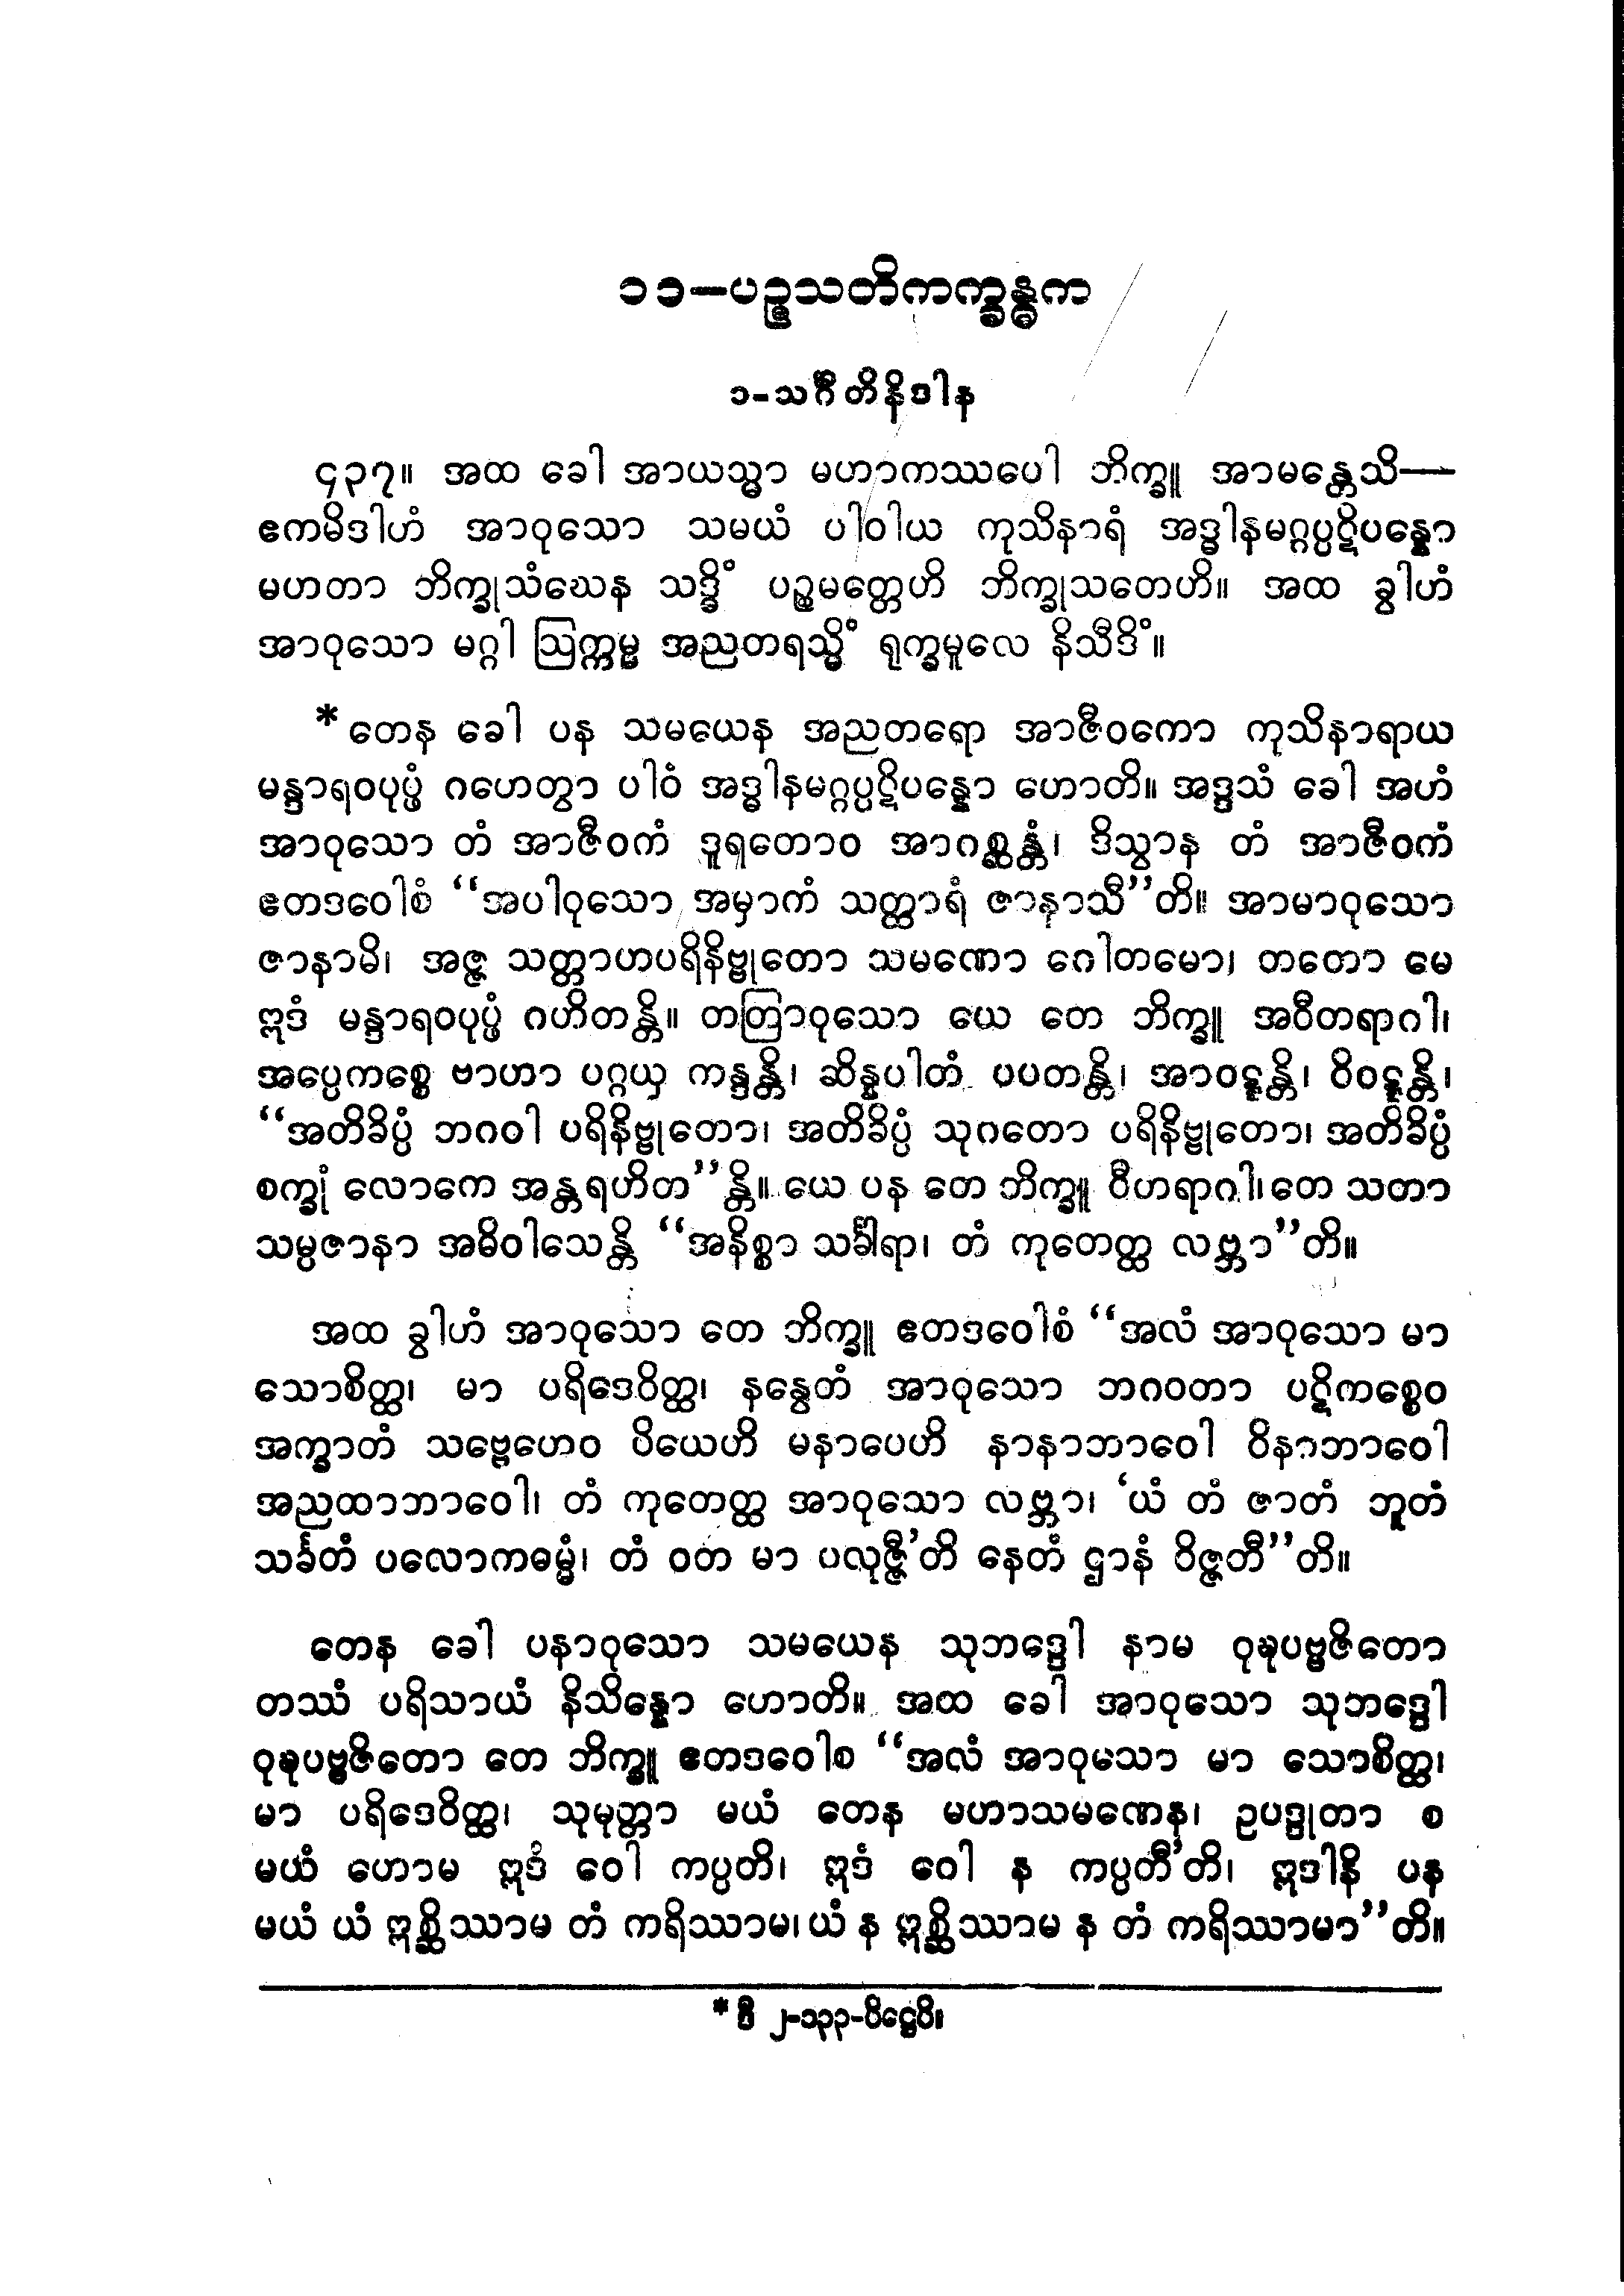 ၁၁–ပဉ္စသတိကက္ခန္ဓက
၁-သင်္ဂီတိနိဒါန
၄၃၇။ အထ ခေါ အာယသ္မာ မဟာကဿပေါ ဘိက္ခူ အာမန္တေသိ—
ဧကမိဒါဟံ အာဝုသော သမယံ ပါဝါယ ကုသိနာရံ အဒ္ဓါနမဂ္ဂပ္ပဋိပန္နော
မဟတာ ဘိက္ခုသံဃေန သဒ္ဓိံ ပဉ္စမတ္တေဟိ ဘိက္ခုသတေဟိ။ အထ ခွါဟံ
အာဝုသော မဂ္ဂါ ဩက္ကမ္မ အညတရသ္မိံ ရုက္ခမူလေ နိသီဒိံ။
* တေန ခေါ ပန သမယေန အညတရော အာဇီဝကော ကုသိနာရာယ
မန္ဒာရဝပုပ္ဖံ ဂဟေတွာ ပါဝံ အဒ္ဓါနမဂ္ဂပ္ပဋိပန္နော ဟောတိ။ အဒ္ဒသံ ခေါ အဟံ
အာဝုသော တံ အာဇီဝကံ ဒူရတောဝ အာဂစ္ဆန္တံ၊ ဒိသွာန တံ အာဇီဝကံ
ဧတဒဝေါစံ “အပါဝုသော အမှာကံ သတ္ထာရံ ဇာနာသီ”တိ။ အာမာဝုသော
ဇာနာမိ၊ အဇ္ဇ သတ္တာဟပရိနိဗ္ဗုတော သမဏော ဂေါတမော၊ တတော မေ
ဣဒံ မန္ဒာရဝပုပ္ဖံ ဂဟိတန္တိ။ တတြာဝုသော ယေ တေ ဘိက္ခူ အဝီတရာဂါ၊
အပ္ပေကစ္စေ ဗာဟာ ပဂ္ဂယှ ကန္ဒန္တိ၊ ဆိန္နပါတံ ပပတန္တိ၊ အာဝဋ္ဋန္တိ၊ ဝိဝဋ္ဋန္တိ၊
“အတိခိပ္ပံ ဘဂဝါ ပရိနိဗ္ဗုတော၊ အတိခိပ္ပံ သုဂတော ပရိနိဗ္ဗုတော၊ အတိခိပ္ပံ
စက္ခုံ လောကေ အန္တရဟိတ”န္တိ။ ယေ ပန တေ ဘိက္ခူ ဝီဟရာဂါ၊ တေ သတာ
သမ္ပဇာနာ အဓိဝါသေန္တိ “အနိစ္စာ သင်္ခါရာ၊ တံ ကုတေတ္ထ လဗ္ဘာ”တိ။
အထ ခွါဟံ အာဝုသော တေ ဘိက္ခူ ဧတဒဝေါစံ “အလံ အာဝုသော မာ
သောစိတ္ထ၊ မာ ပရိဒေဝိတ္ထ၊ နန္ဝေတံ အာဝုသော ဘဂဝတာ ပဋိကစ္စေဝ
အက္ခာတံ သဗ္ဗေဟေဝ ပိယေဟိ မနာပေဟိ နာနာဘာဝေါ ဝိနာဘာဝေါ
အညထာဘာဝေါ၊ တံ ကုတေတ္ထ အာဝုသော လဗ္ဘာ၊ ‘ယံ တံ ဇာတံ ဘူတံ
သင်္ခတံ ပလောကဓမ္မံ၊ တံ ဝတ မာ ပလုဇ္ဇီ’တိ နေတံ ဌာနံ ဝိဇ္ဇတီ”တိ။
တေန ခေါ ပနာဝုသော သမယေန သုဘဒ္ဒေါ နာမ ဝုဍ္ဎပဗ္ဗဇိတော
တဿံ ပရိသာယံ နိသိန္နော ဟောတိ။ အထ ခေါ အာဝုသော သုဘဒ္ဒေါ
ဝုဍ္ဎပဗ္ဗဇိတော တေ ဘိက္ခူ ဧတဒဝေါစ “အလံ အာဝုသော မာ သောစိတ္ထ၊
မာ ပရိဒေဝိတ္ထ၊ သုမုတ္တာ မယံ တေန မဟာသမဏေန၊ ဥပဒ္ဒုတာ စ
မယံ ဟောမ ဣဒံ ဝေါ ကပ္ပတိ၊ ဣဒံ ဝေါ န ကပ္ပတီ’တိ၊ ဣဒါနိ ပန
မယံ ယံ ဣစ္ဆိဿာမ တံ ကရိဿာမ၊ ယံ န ဣစ္ဆိဿာမ န တံ ကရိဿာမာ”တိ။
* ဒီ ၂-၁၃၃-ပိဋ္ဌေပိ။